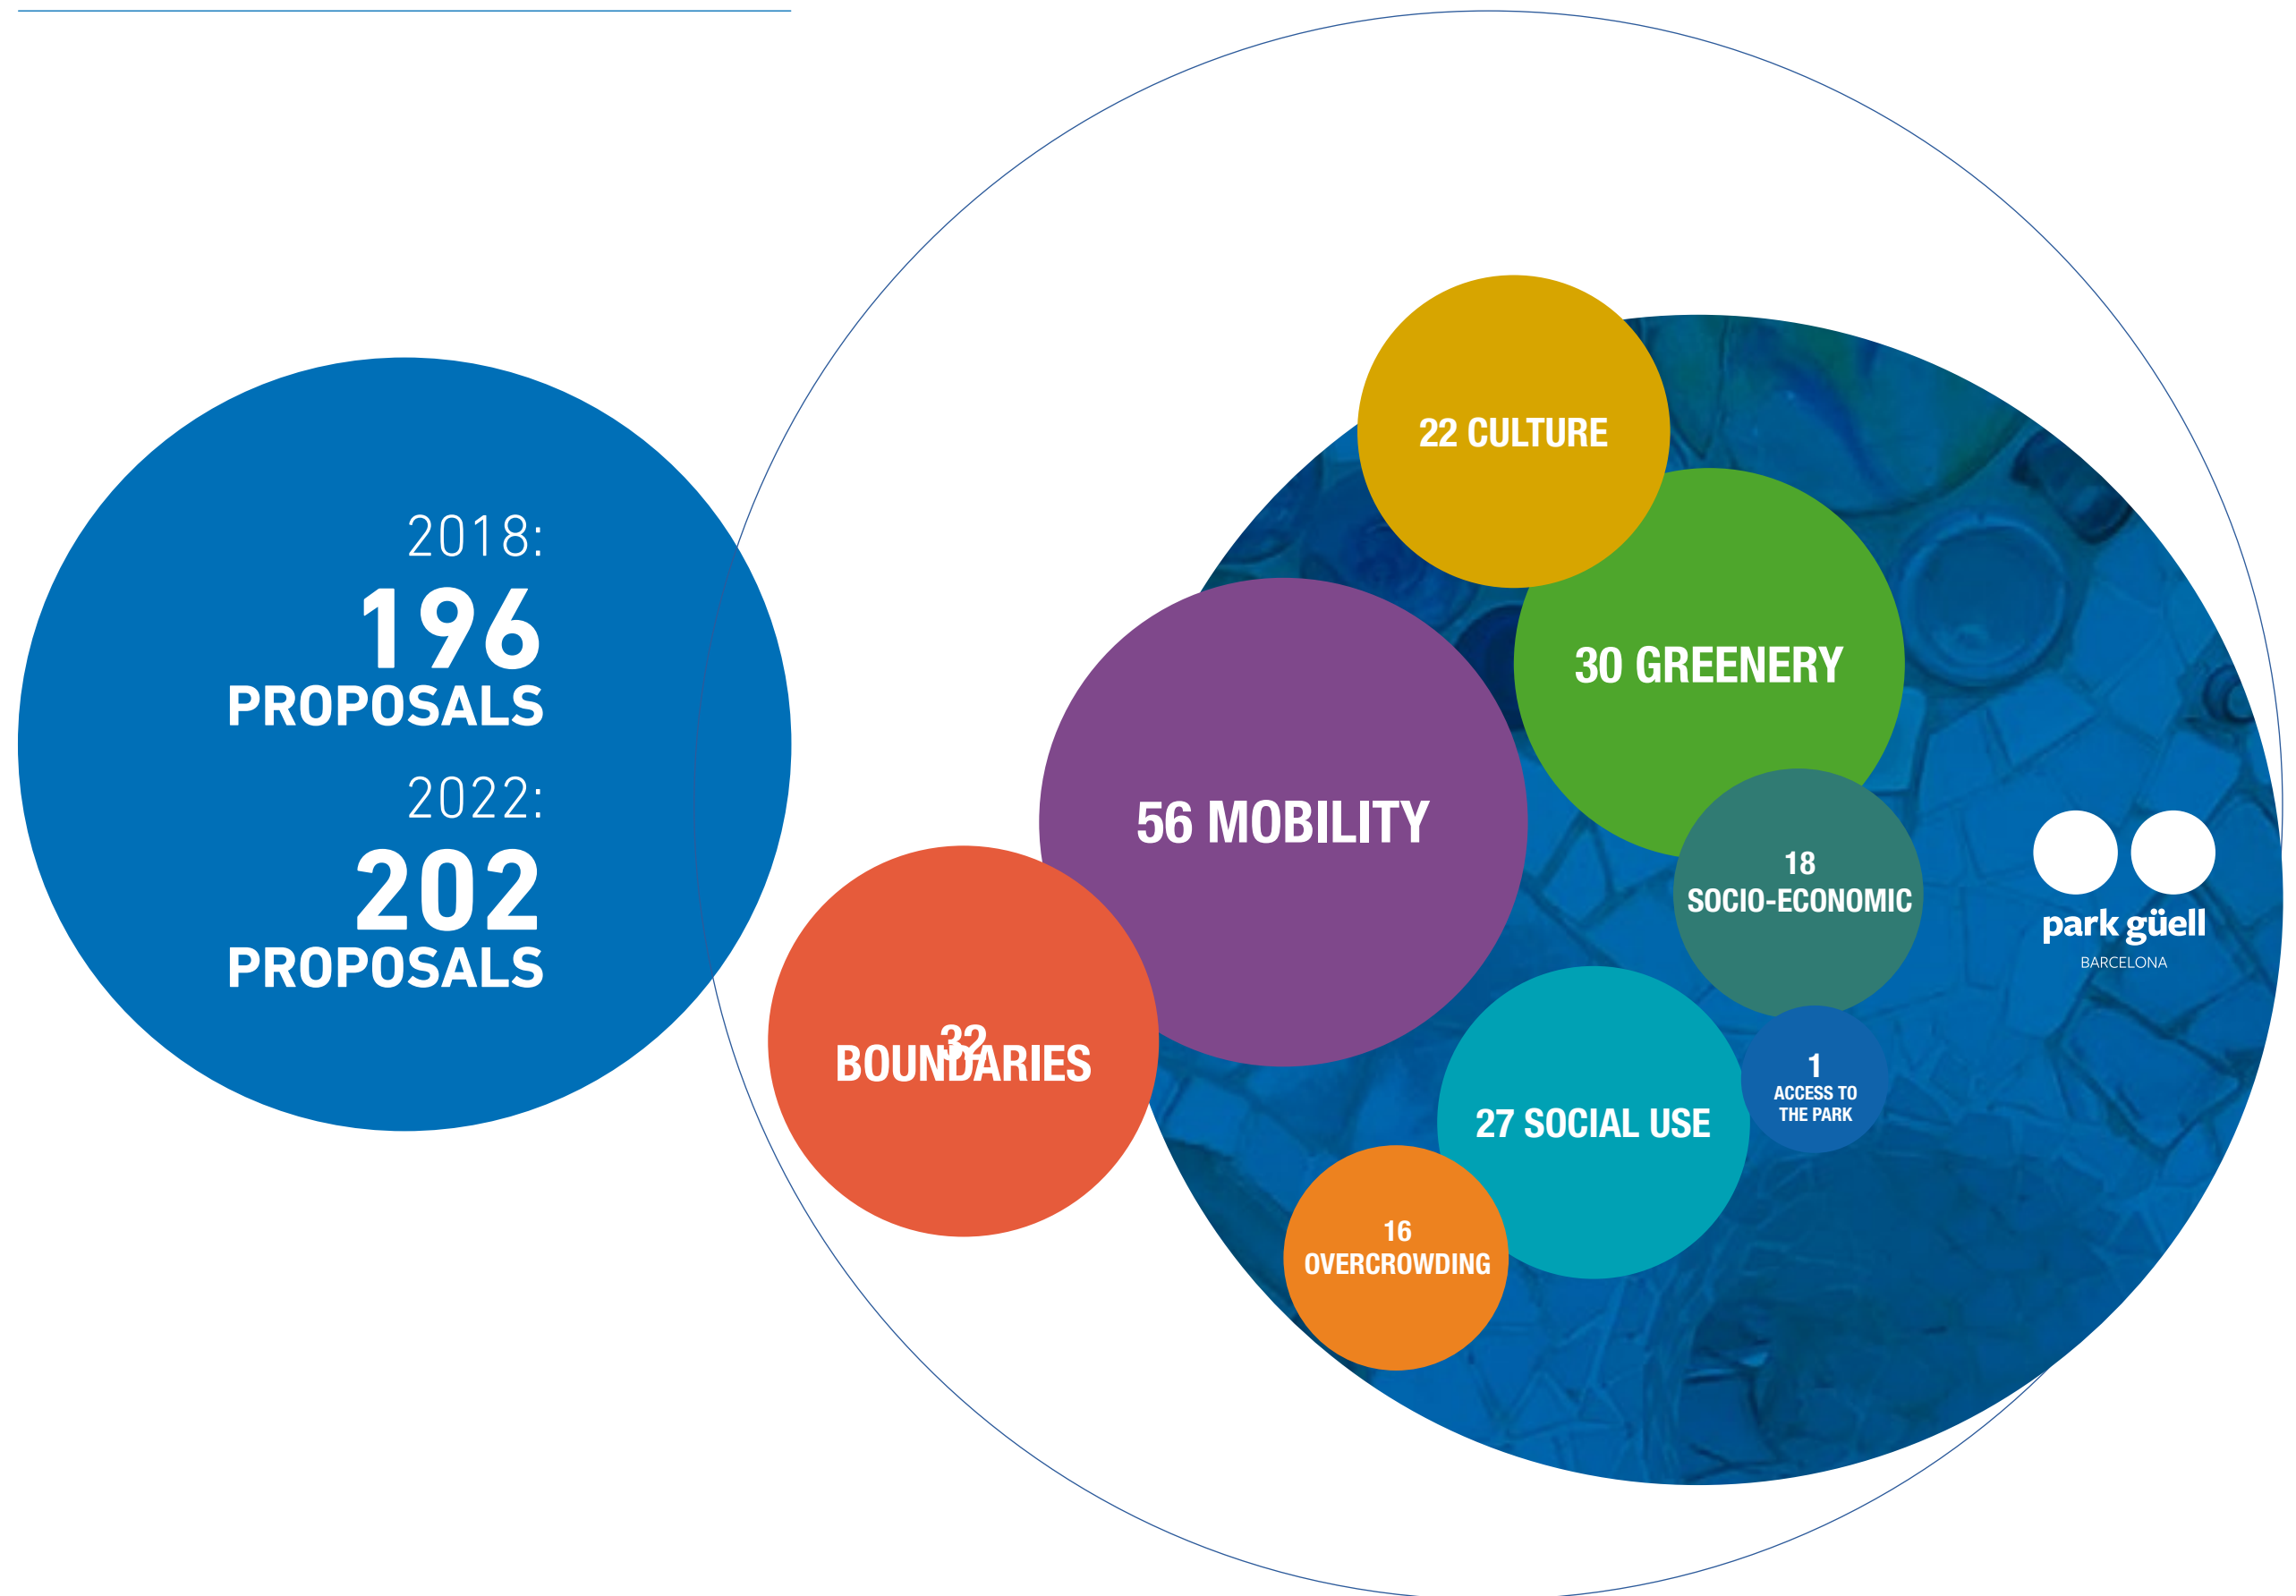 2018:
196
PROPOSALS
2022:
202
PROPOSALS
22 CULTURE
30 GREENERY
56 MOBILITY
18
SOCIO-ECONOMIC
park güell
BARCELONA
32
BOUNDARIES
1
ACCESS TO
THE PARK
27 SOCIAL USE
16
OVERCROWDING